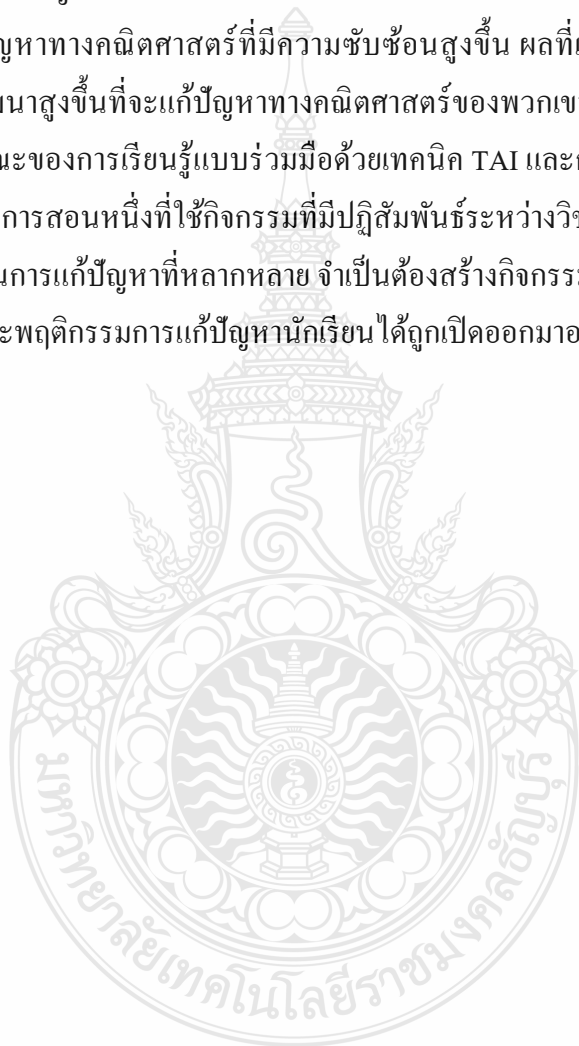 ญหาทางคณิตศาสตร์ที่มีความซับซ้อนสูงขึ้น ผลที่
นาสูงขึ้นที่จะแก้ปัญหาทางคณิตศาสตร์ของพวกเข
ณะของการเรียนรู้แบบร่วมมือด้วยเทคนิค TAI และ
การสอนหนึ่งที่ใช้กิจกรรมที่มีปฏิสัมพันธ์ระหว่างวิช
นการแก้ปัญหาที่หลากหลาย จำเป็นต้องสร้างกิจกรรม
ะพฤติกรรมการแก้ปัญหานักเรียนได้ถูกเปิดออกมาอ
มหาวิทยาลัยเทคโนโลยีราชมงคลธัญบุรี